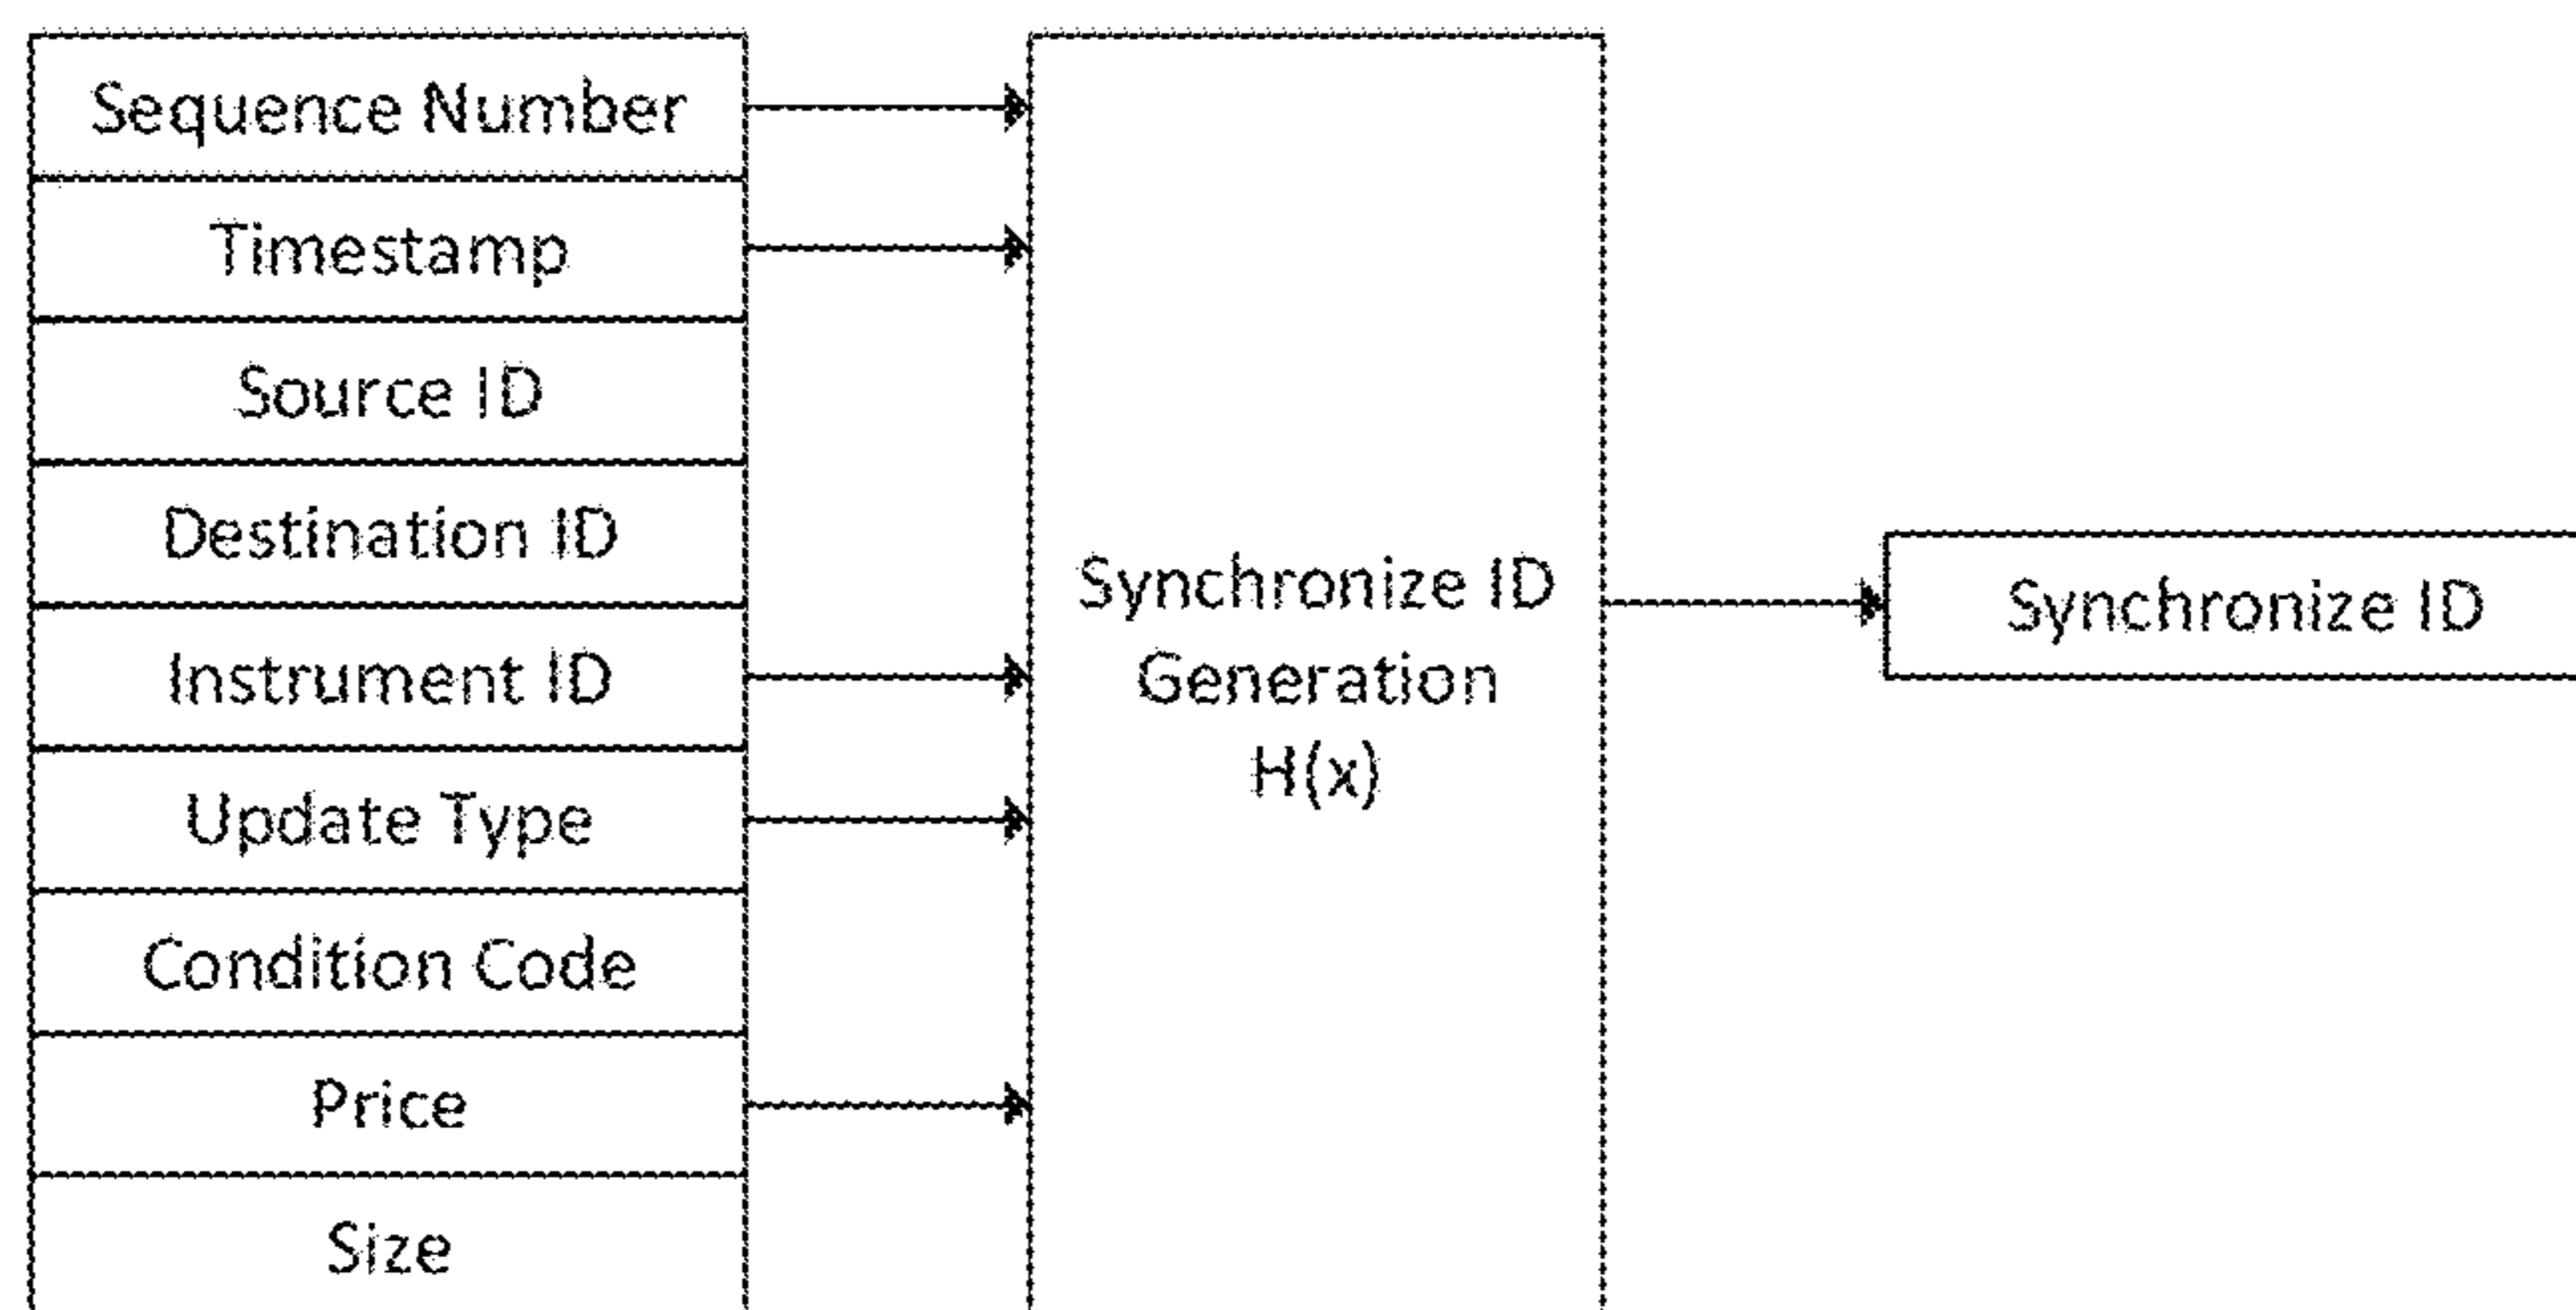 Sequence Number
Timestamp
Source ID
Destination ID
Instrument ID
Update Type
Condition Code
Price
Size
Synchronize ID
Generation
H(x)
Synchronize ID